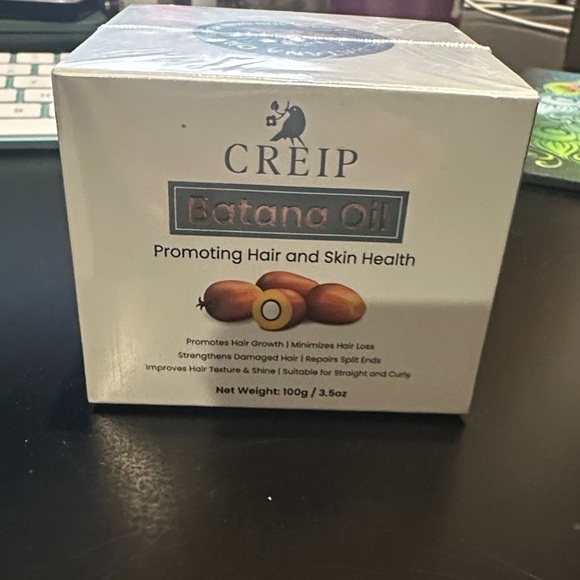 CREIP
Batana Oil
Promoting Hair and Skin Health
Promotes Hair Growth | Minimizes Hair Loss
Strengthens Damaged Hair | Repairs Split Ends
Improves Hair Texture & Shine | Suitable for Straight and Curly
Net Weight: 100g / 3.5oz